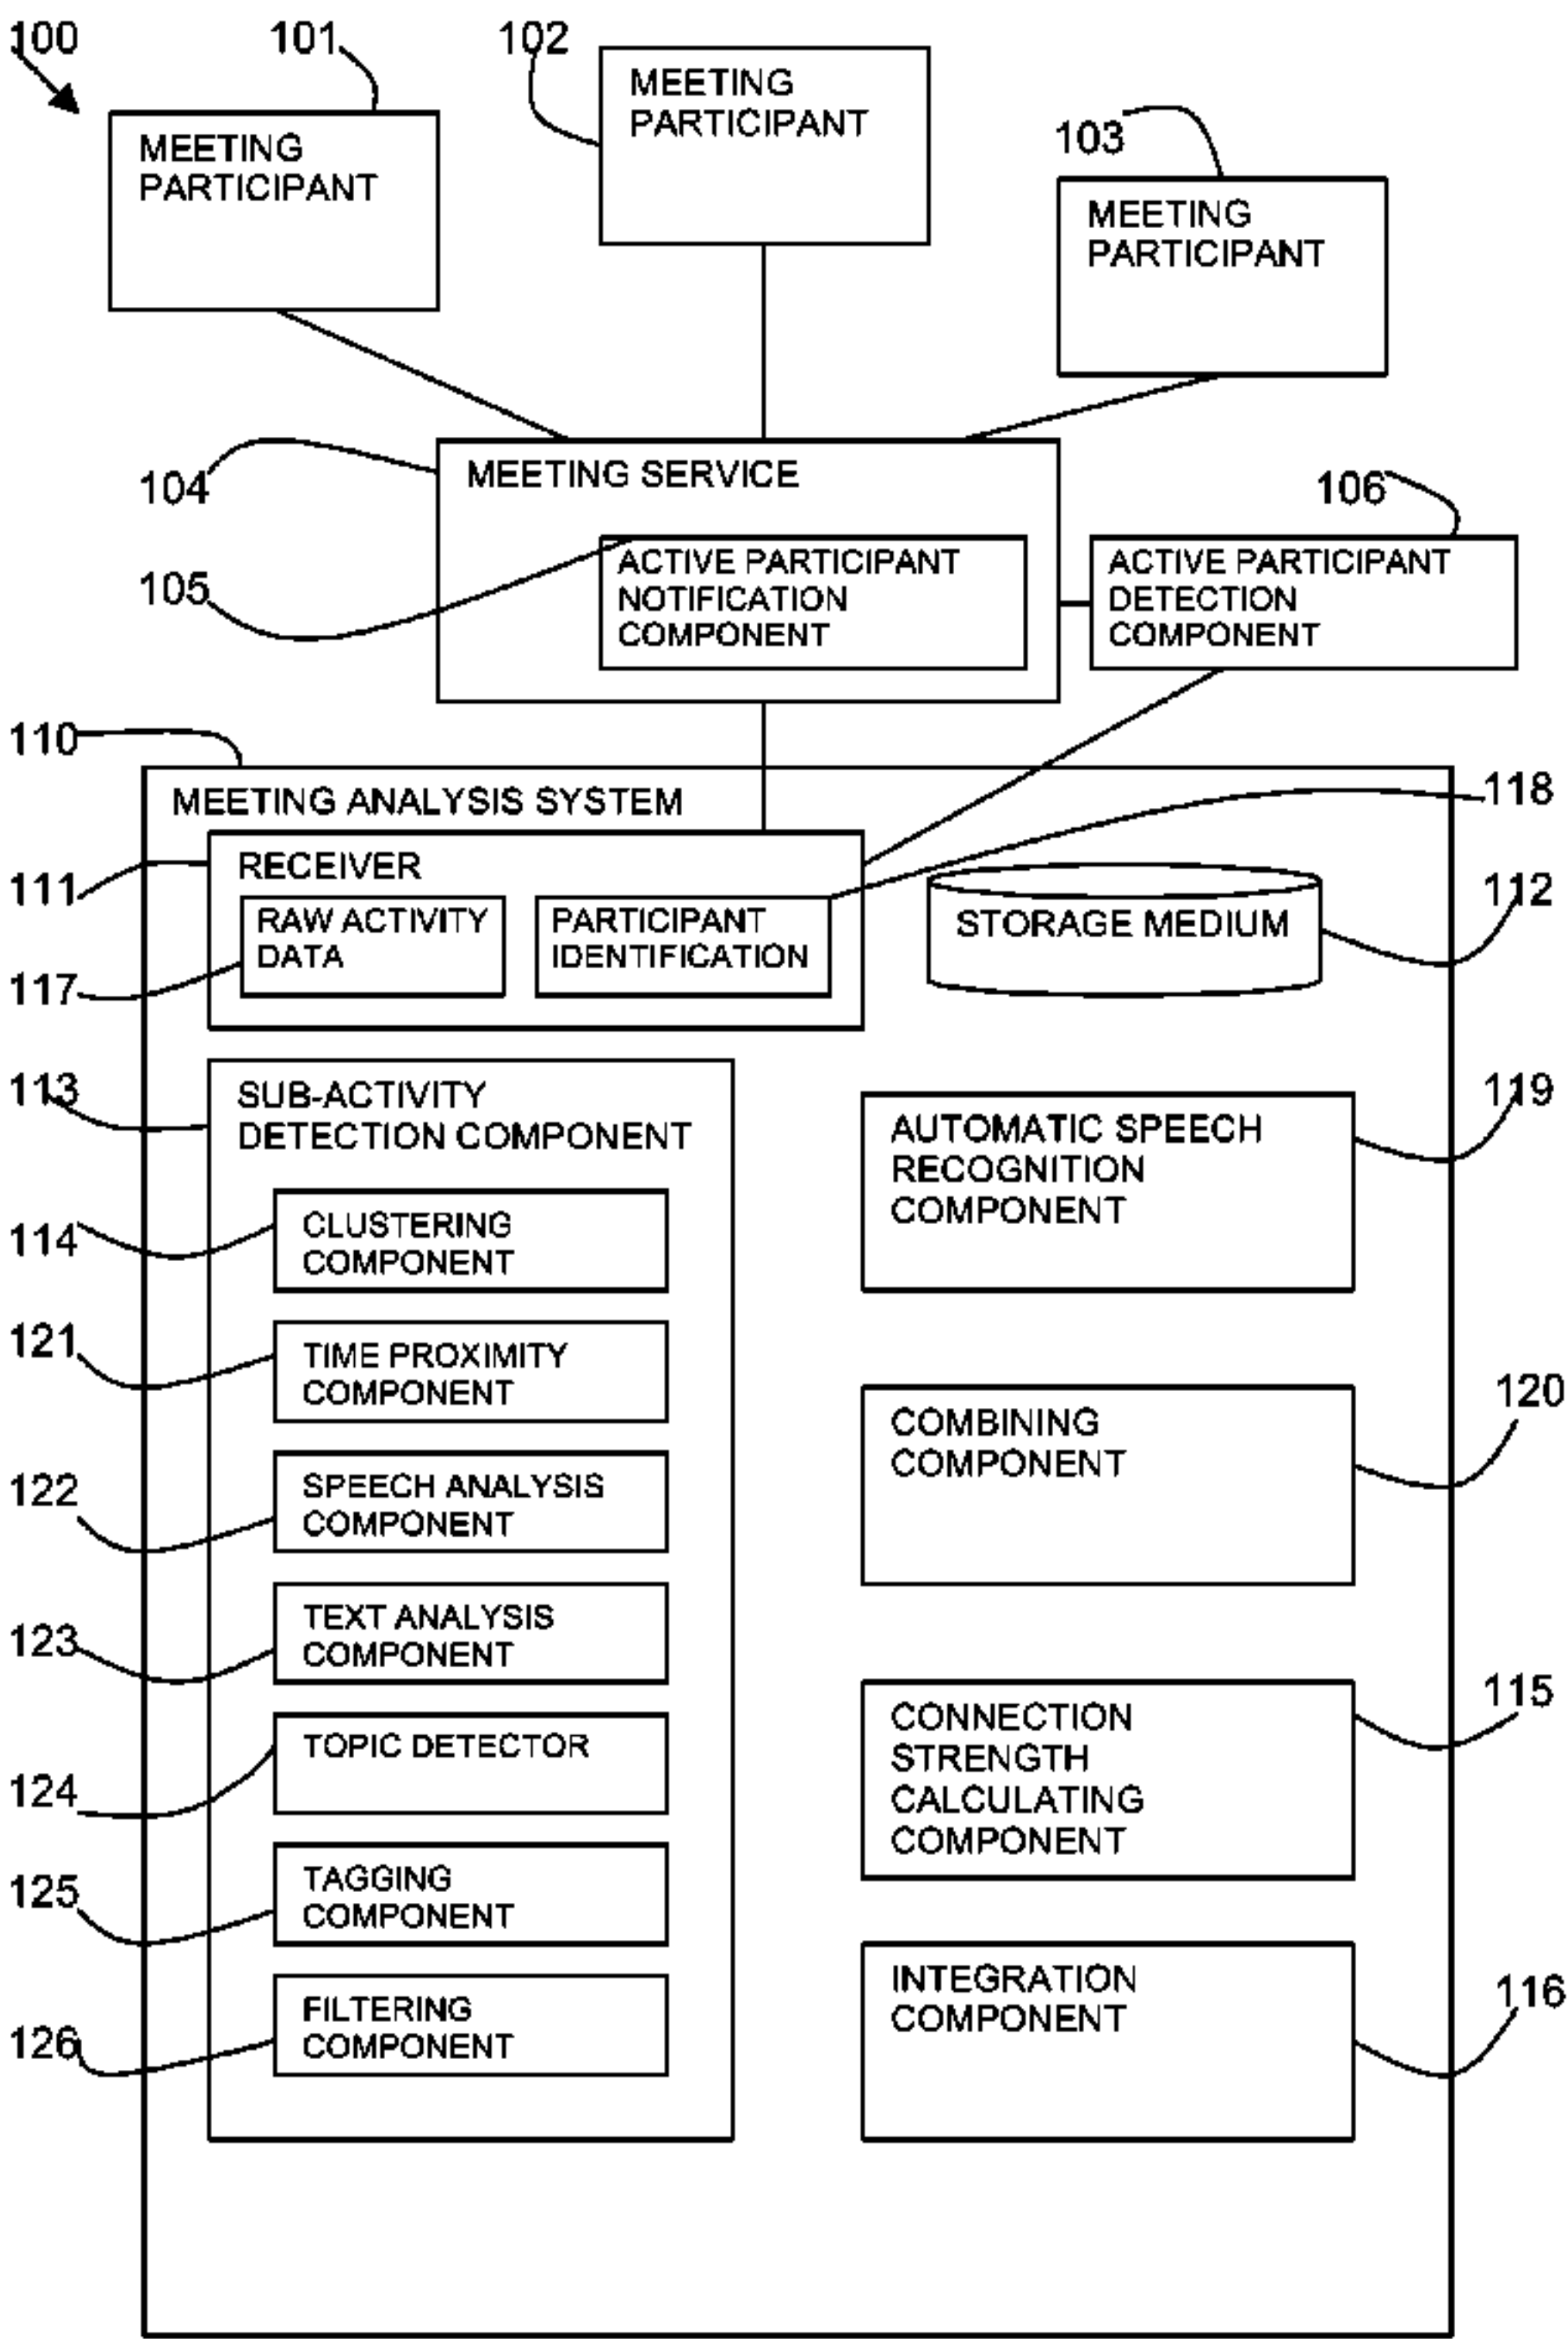 100
101
102
MEETING
PARTICIPANT
MEETING
PARTICIPANT
103
MEETING
PARTICIPANT
104
MEETING SERVICE
106
105
ACTIVE PARTICIPANT
NOTIFICATION
COMPONENT
ACTIVE PARTICIPANT
DETECTION
COMPONENT
110
MEETING ANALYSIS SYSTEM
118
111
RECEIVER
RAW ACTIVITY
DATA
PARTICIPANT
IDENTIFICATION
STORAGE MEDIUM
112
117
113
SUB-ACTIVITY
DETECTION COMPONENT
119
AUTOMATIC SPEECH
RECOGNITION
COMPONENT
114
CLUSTERING
COMPONENT
121
TIME PROXIMITY
COMPONENT
120
COMBINING
COMPONENT
122
SPEECH ANALYSIS
COMPONENT
123
TEXT ANALYSIS
COMPONENT
115
CONNECTION
STRENGTH
CALCULATING
COMPONENT
124
TOPIC DETECTOR
125
TAGGING
COMPONENT
116
INTEGRATION
COMPONENT
126
FILTERING
COMPONENT